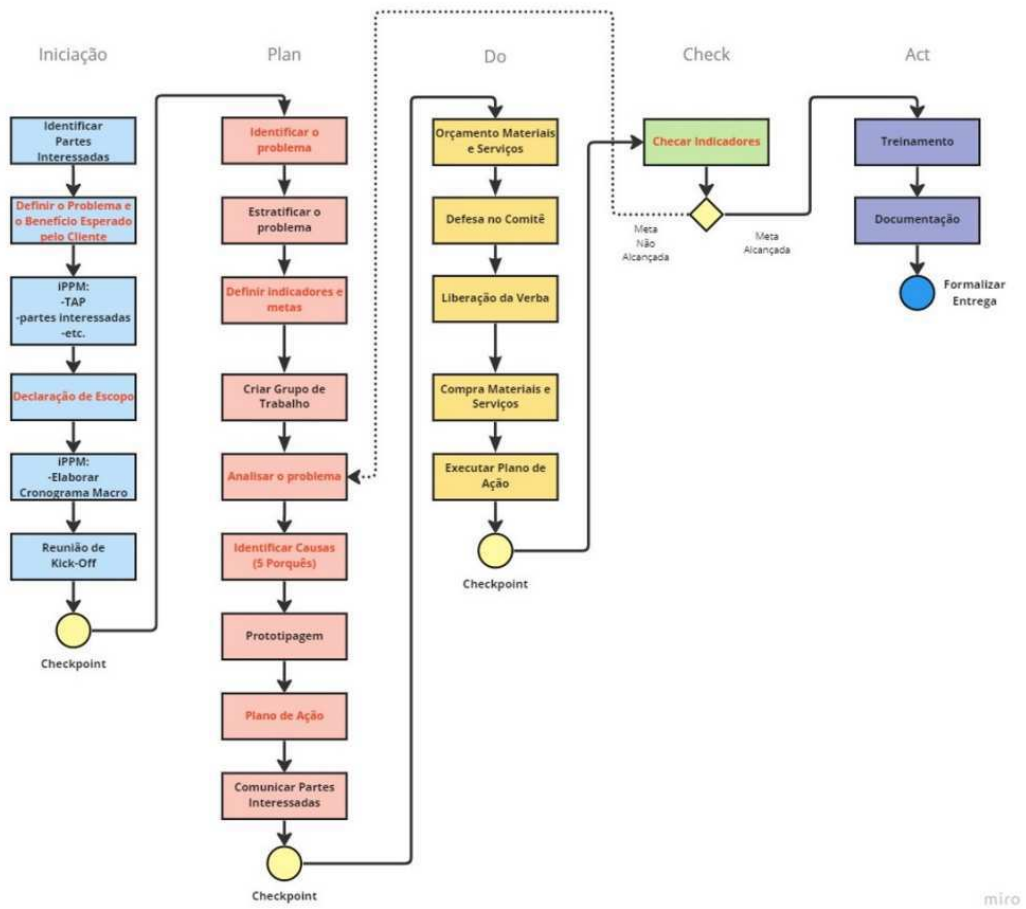 Iniciação
Identificar
Partes
Interessadas
Definir o Problema e
o Benefício Esperado
pelo Cliente
iPPM:
-TAP
-partes interessadas
-etc.
Declaração de Escopo
iPPM:
-Elaborar
Cronograma Macro
Reunião de
Kick-Off
Checkpoint
Plan
Identificar o
problema
Estratificar o
problema
Definir indicadores e
metas
Criar Grupo de
Trabalho
Analisar o problema
Identificar Causas
(5 Porquês)
Prototipagem
Plano de Ação
Comunicar Partes
Interessadas
Checkpoint
Do
Orçamento Materiais
e Serviços
Defesa no Comitê
Liberação da Verba
Compra Materiais e
Serviços
Executar Plano de
Ação
Checkpoint
Check
Checar Indicadores
Meta
Não
Alcançada
Meta
Alcançada
Act
Treinamento
Documentação
Formalizar
Entrega
miro